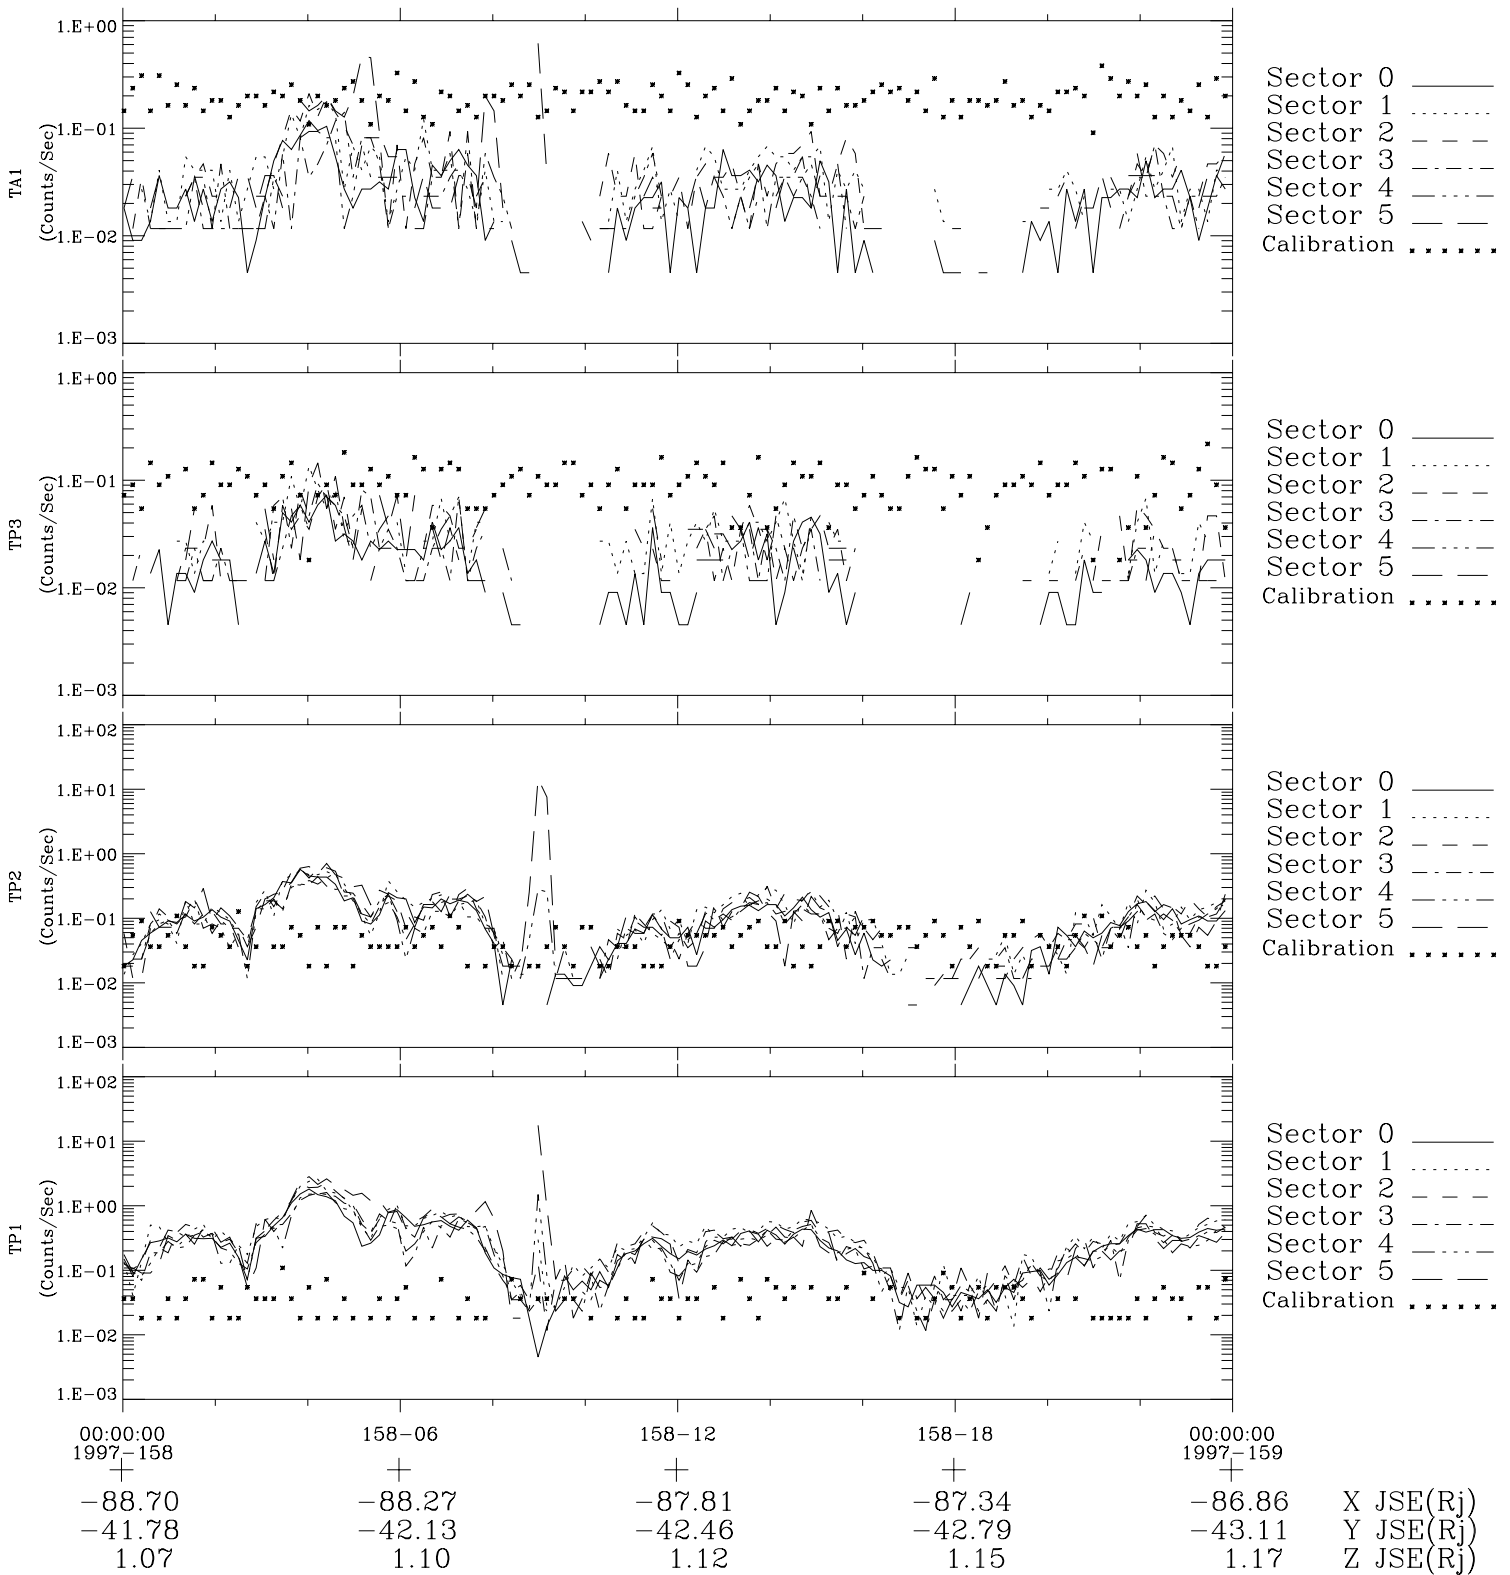 1.E+00
1.E-01
1.E-02
1.E-03
TA1
(Counts/Sec)
Sector 0
Sector 1
Sector 2
Sector 3
Sector 4
Sector 5
Calibration
1.E+00
1.E-01
1.E-02
1.E-03
TP3
(Counts/Sec)
Sector 0
Sector 1
Sector 2
Sector 3
Sector 4
Sector 5
Calibration
1.E+02
1.E+01
1.E+00
1.E-01
1.E-02
1.E-03
TP2
(Counts/Sec)
Sector 0
Sector 1
Sector 2
Sector 3
Sector 4
Sector 5
Calibration
1.E+02
1.E+01
1.E+00
1.E-01
1.E-02
1.E-03
TP1
(Counts/Sec)
Sector 0
Sector 1
Sector 2
Sector 3
Sector 4
Sector 5
Calibration
00:00:00 158-06 158-12 158-18 00:00:00
1997-158 1997-159
-88.70 -88.27 -87.81 -87.34 -86.86 X JSE(Rj)
-41.78 -42.13 -42.46 -42.79 -43.11 Y JSE(Rj)
1.07 1.10 1.12 1.15 1.17 Z JSE(Rj)